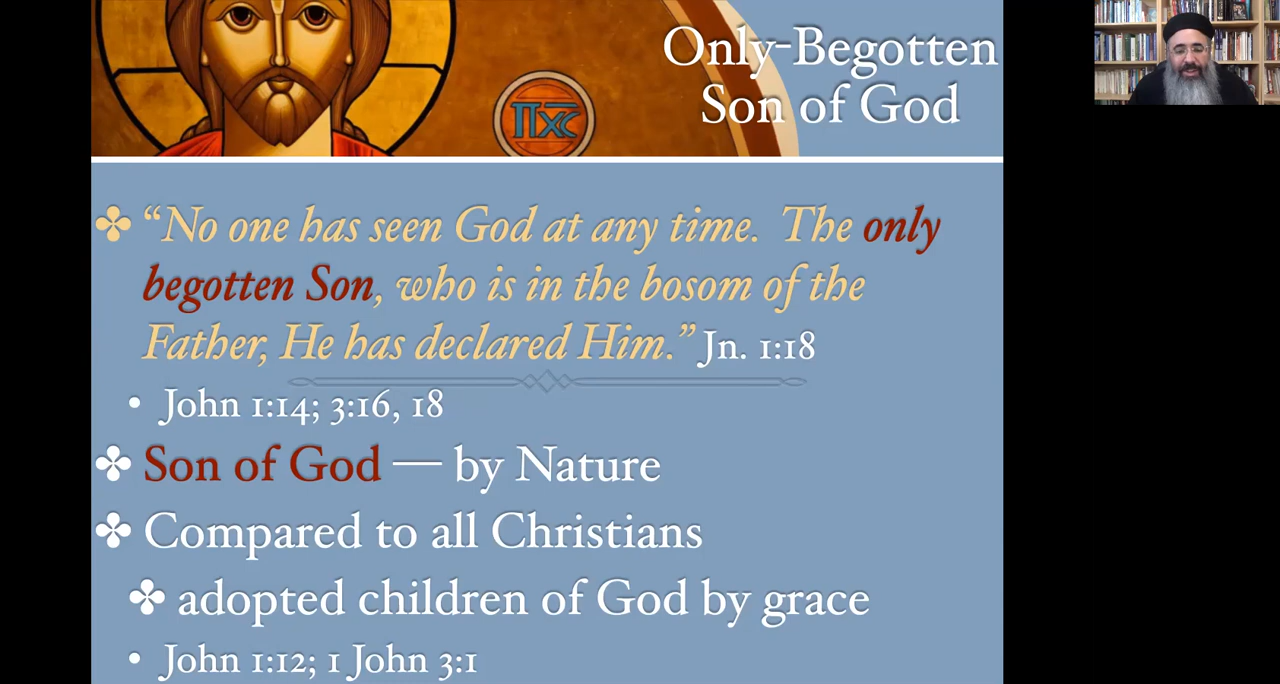 Only-Begotten
Son of God
ⲠⲬⲤ
✤ “No one has seen God at any time. The only
begotten Son, who is in the bosom of the
Father, He has declared Him.” Jn. 1:18
• John 1:14; 3:16, 18
✤ Son of God — by Nature
✤ Compared to all Christians
✤ adopted children of God by grace
• John 1:12; 1 John 3:1